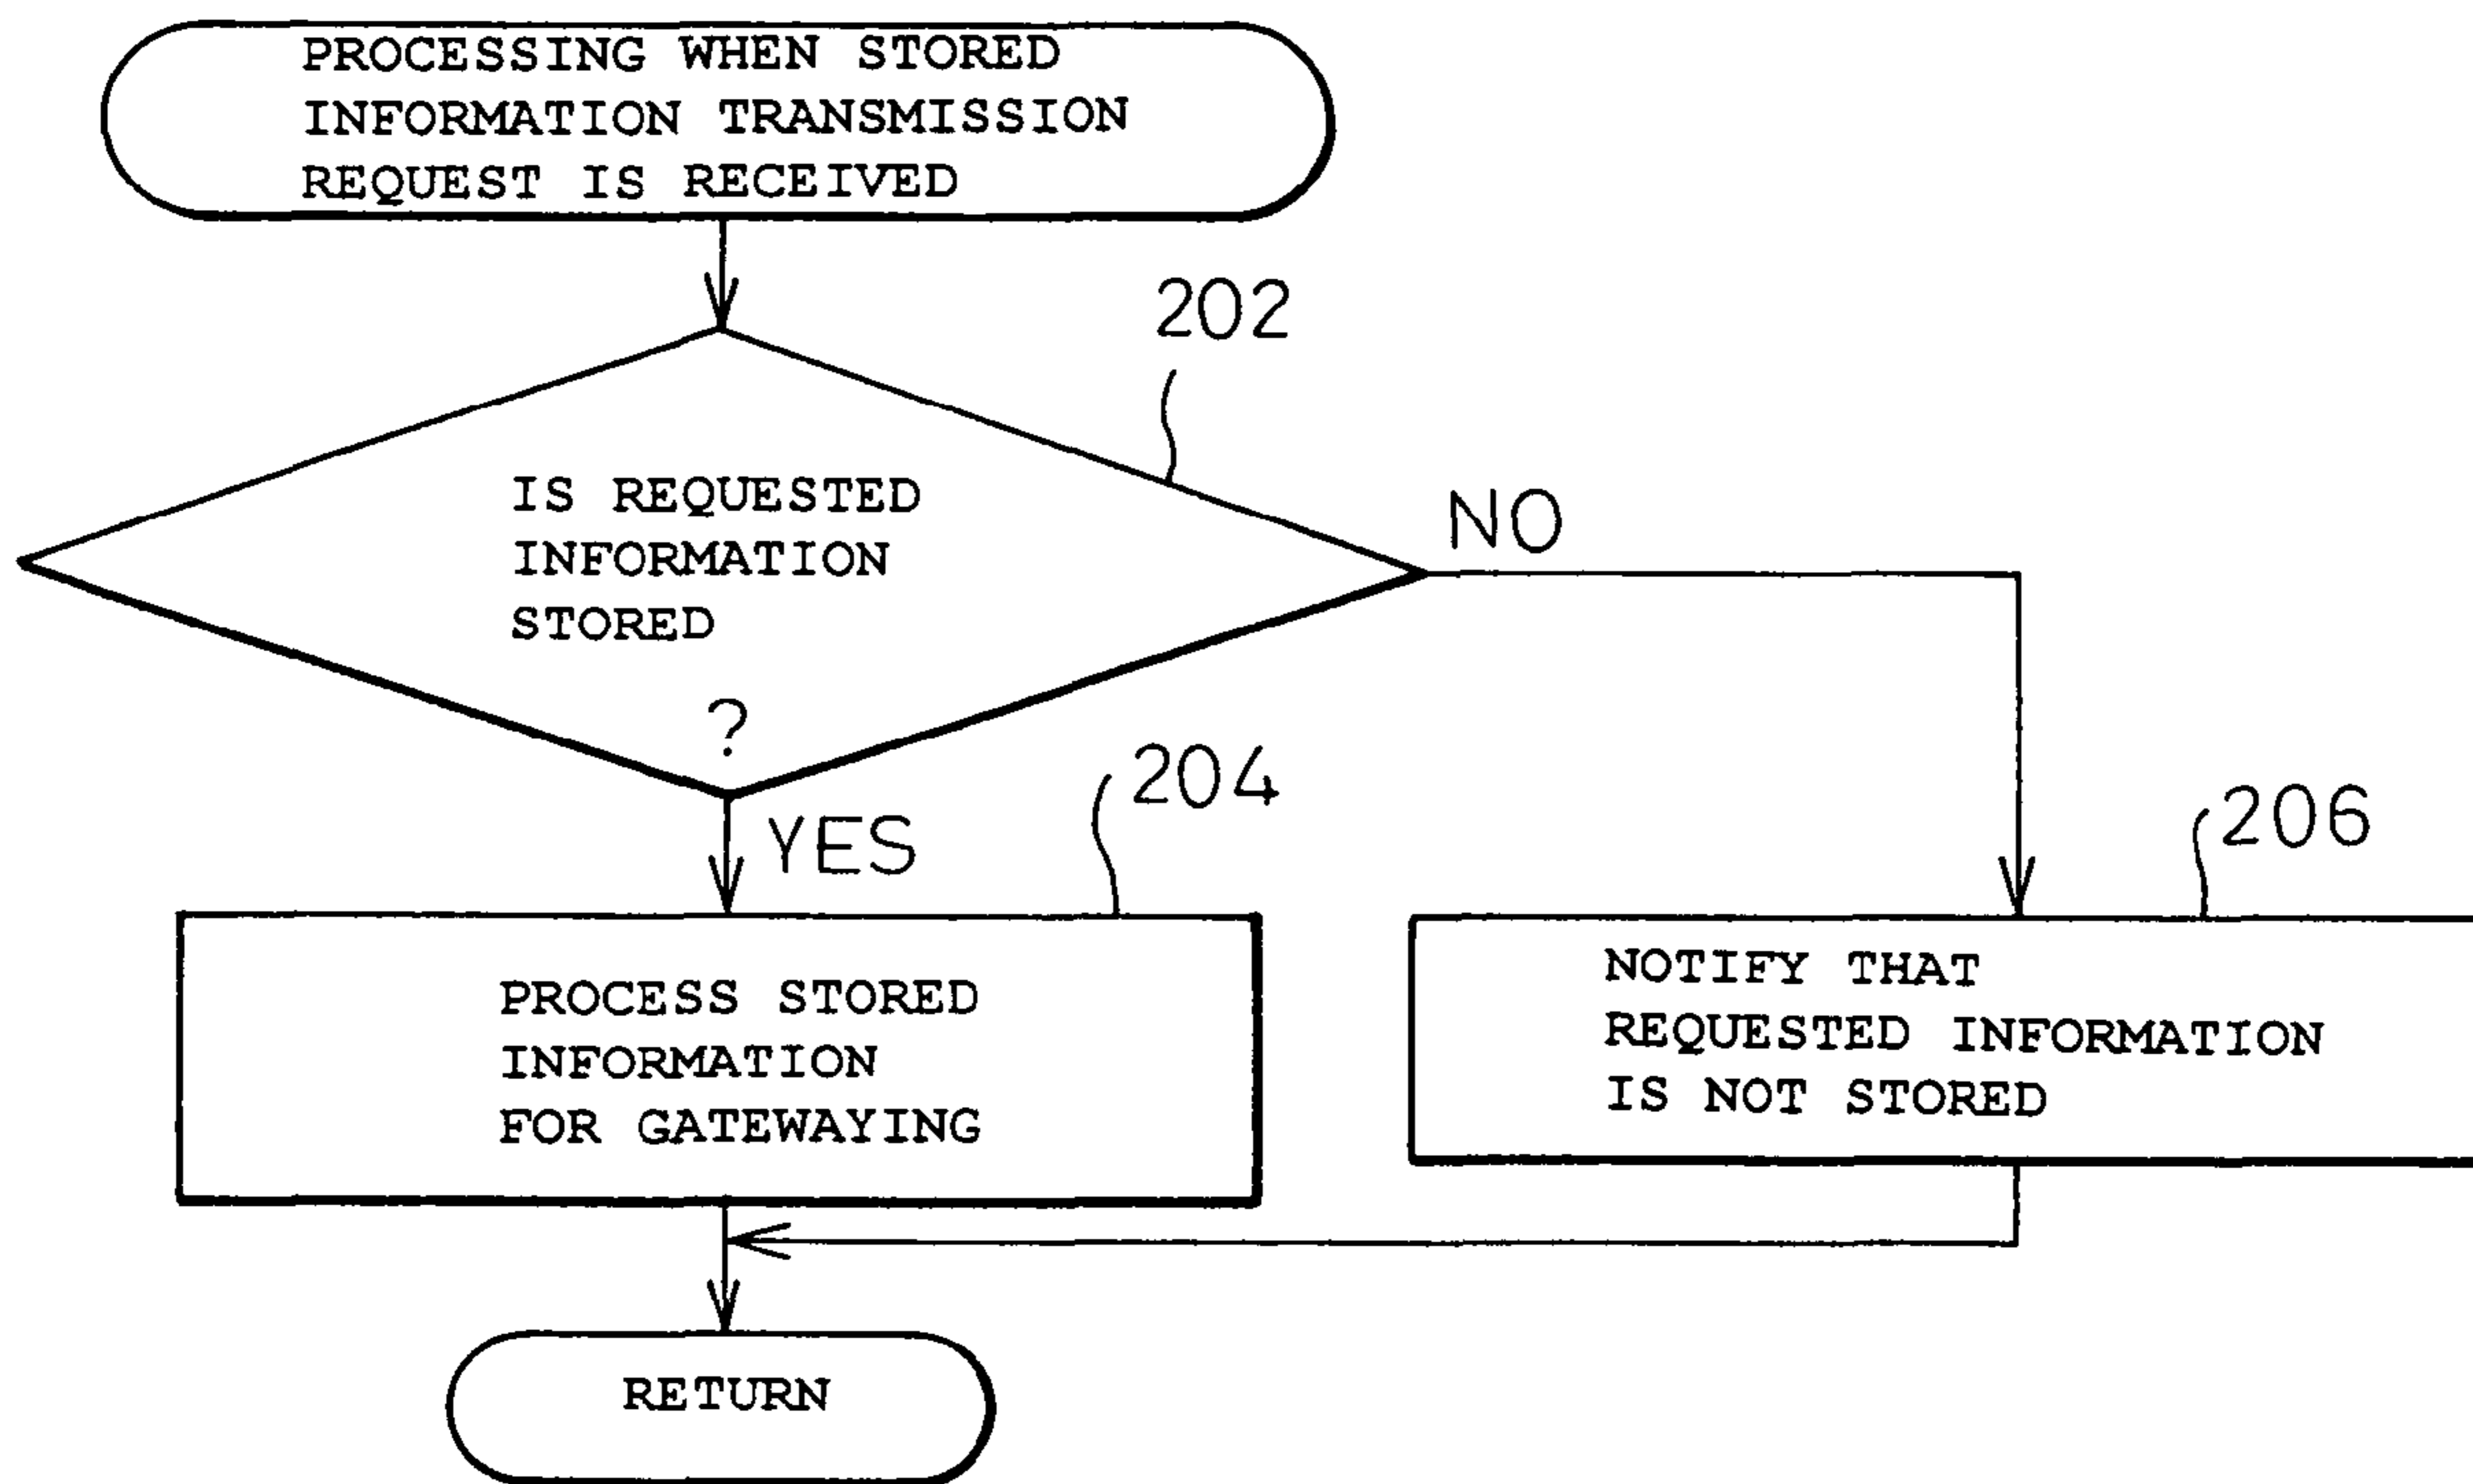 PROCESSING WHEN STORED
INFORMATION TRANSMISSION
REQUEST IS RECEIVED
202
IS REQUESTED
INFORMATION
STORED
?
NO
YES
204
206
PROCESS STORED
INFORMATION
FOR GATEWAYING
NOTIFY THAT
REQUESTED INFORMATION
IS NOT STORED
RETURN